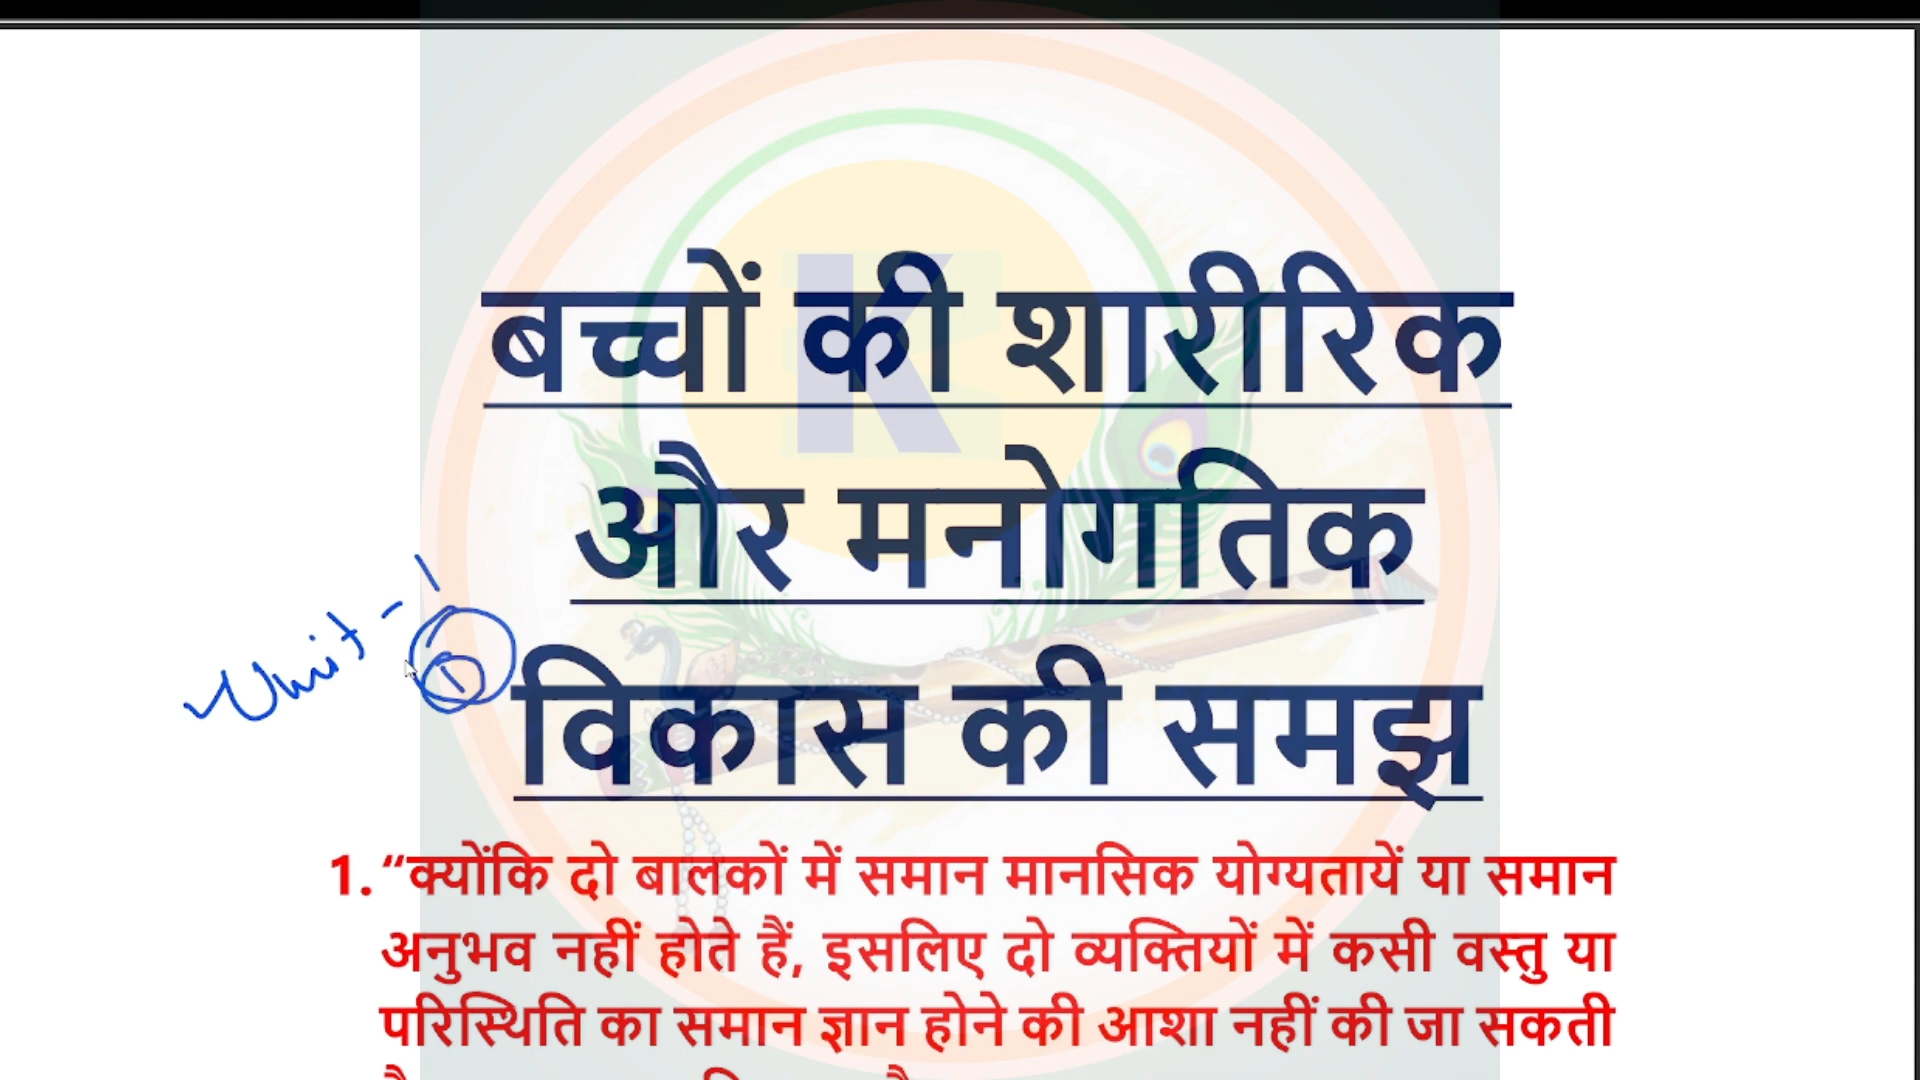 बच्चों की शारीरिक
और मनोगतिक
Unit-1
1
विकास की समझ
1. “क्योंकि दो बालकों में समान मानसिक योग्यतायें या समान
अनुभव नहीं होते हैं, इसलिए दो व्यक्तियों में कसी वस्तु या
परिस्थिति का समान ज्ञान होने की आशा नहीं की जा सकती
K